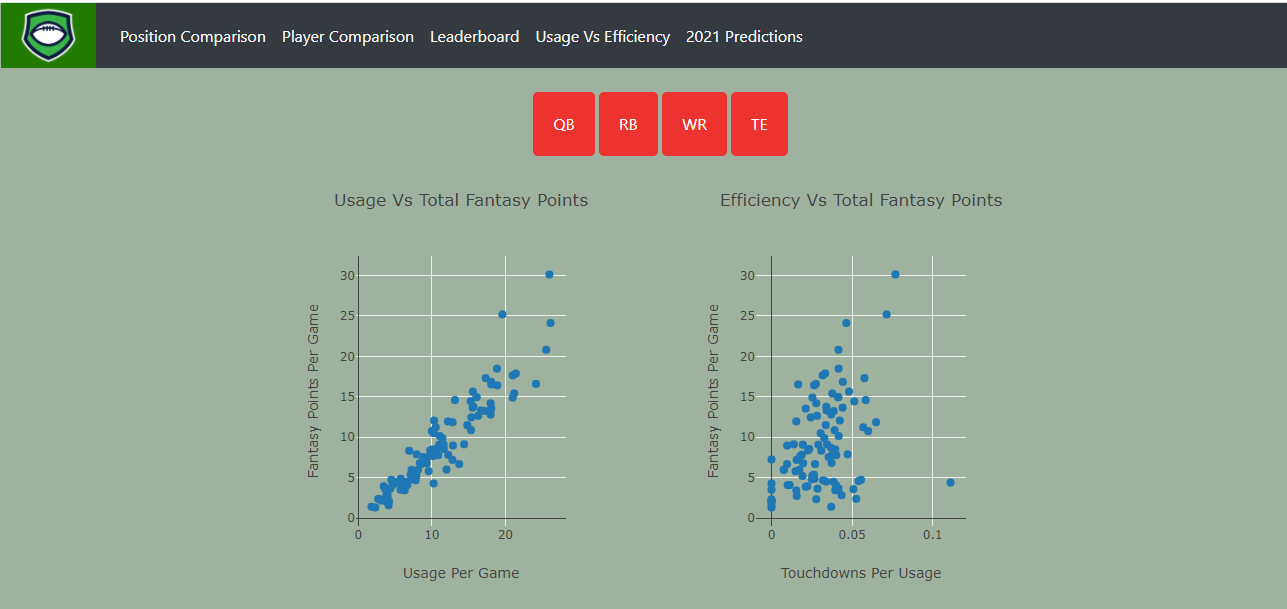 Position Comparison Player Comparison Leaderboard Usage Vs Efficiency 2021 Predictions
QB RB WR TE
Usage Vs Total Fantasy Points
Fantasy Points Per Game
30
25
20
15
10
5
0
0 10 20
Usage Per Game
Efficiency Vs Total Fantasy Points
Fantasy Points Per Game
30
25
20
15
10
5
0
0 0.05 0.1
Touchdowns Per Usage